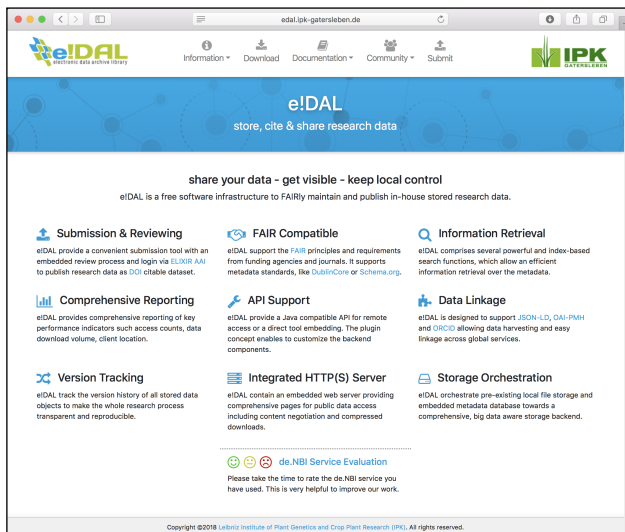 edal.ipk-gatersleben.de
e!DAL
electronic data archive library
Information
Download
Documentation
Community
Submit
IPK
GATERSLEBEN
e!DAL
store, cite & share research data
share your data - get visible - keep local control
e!DAL is a free software infrastructure to FAIRly maintain and publish in-house stored research data.
Submission & Reviewing
e!DAL provide a convenient submission tool with an
embedded review process and login via ELIXIR AAI
to publish research data as DOI citable dataset.
FAIR Compatible
e!DAL support the FAIR principles and requirements
from funding agencies and journals. It supports
metadata standards, like DublinCore or Schema.org.
Information Retrieval
e!DAL comprises several powerful and index-based
search functions, which allow an efficient
information retrieval over the metadata.
Comprehensive Reporting
e!DAL provides comprehensive reporting of key
performance indicators such as access counts, data
download volume, client location.
API Support
e!DAL provide a Java compatible API for remote
access or a direct tool embedding. The plugin
concept enables to customize the backend
components.
Data Linkage
e!DAL is designed to support JSON-LD, OAI-PMH
and ORCID allowing data harvesting and easy
linkage across global services.
Version Tracking
e!DAL track the version history of all stored data
objects to make the whole research process
transparent and reproducible.
Integrated HTTP(S) Server
e!DAL contain an embedded web server providing
comprehensive pages for public data access
including content negotiation and compressed
downloads.
Storage Orchestration
e!DAL orchestrate pre-existing local file storage and
embedded metadata database towards a
comprehensive, big data aware storage backend.
de.NBI Service Evaluation
Please take the time to rate the de.NBI service you
have used. This is very helpful to improve our work.
Copyright ©2018 Leibniz Institute of Plant Genetics and Crop Plant Research (IPK). All rights reserved.